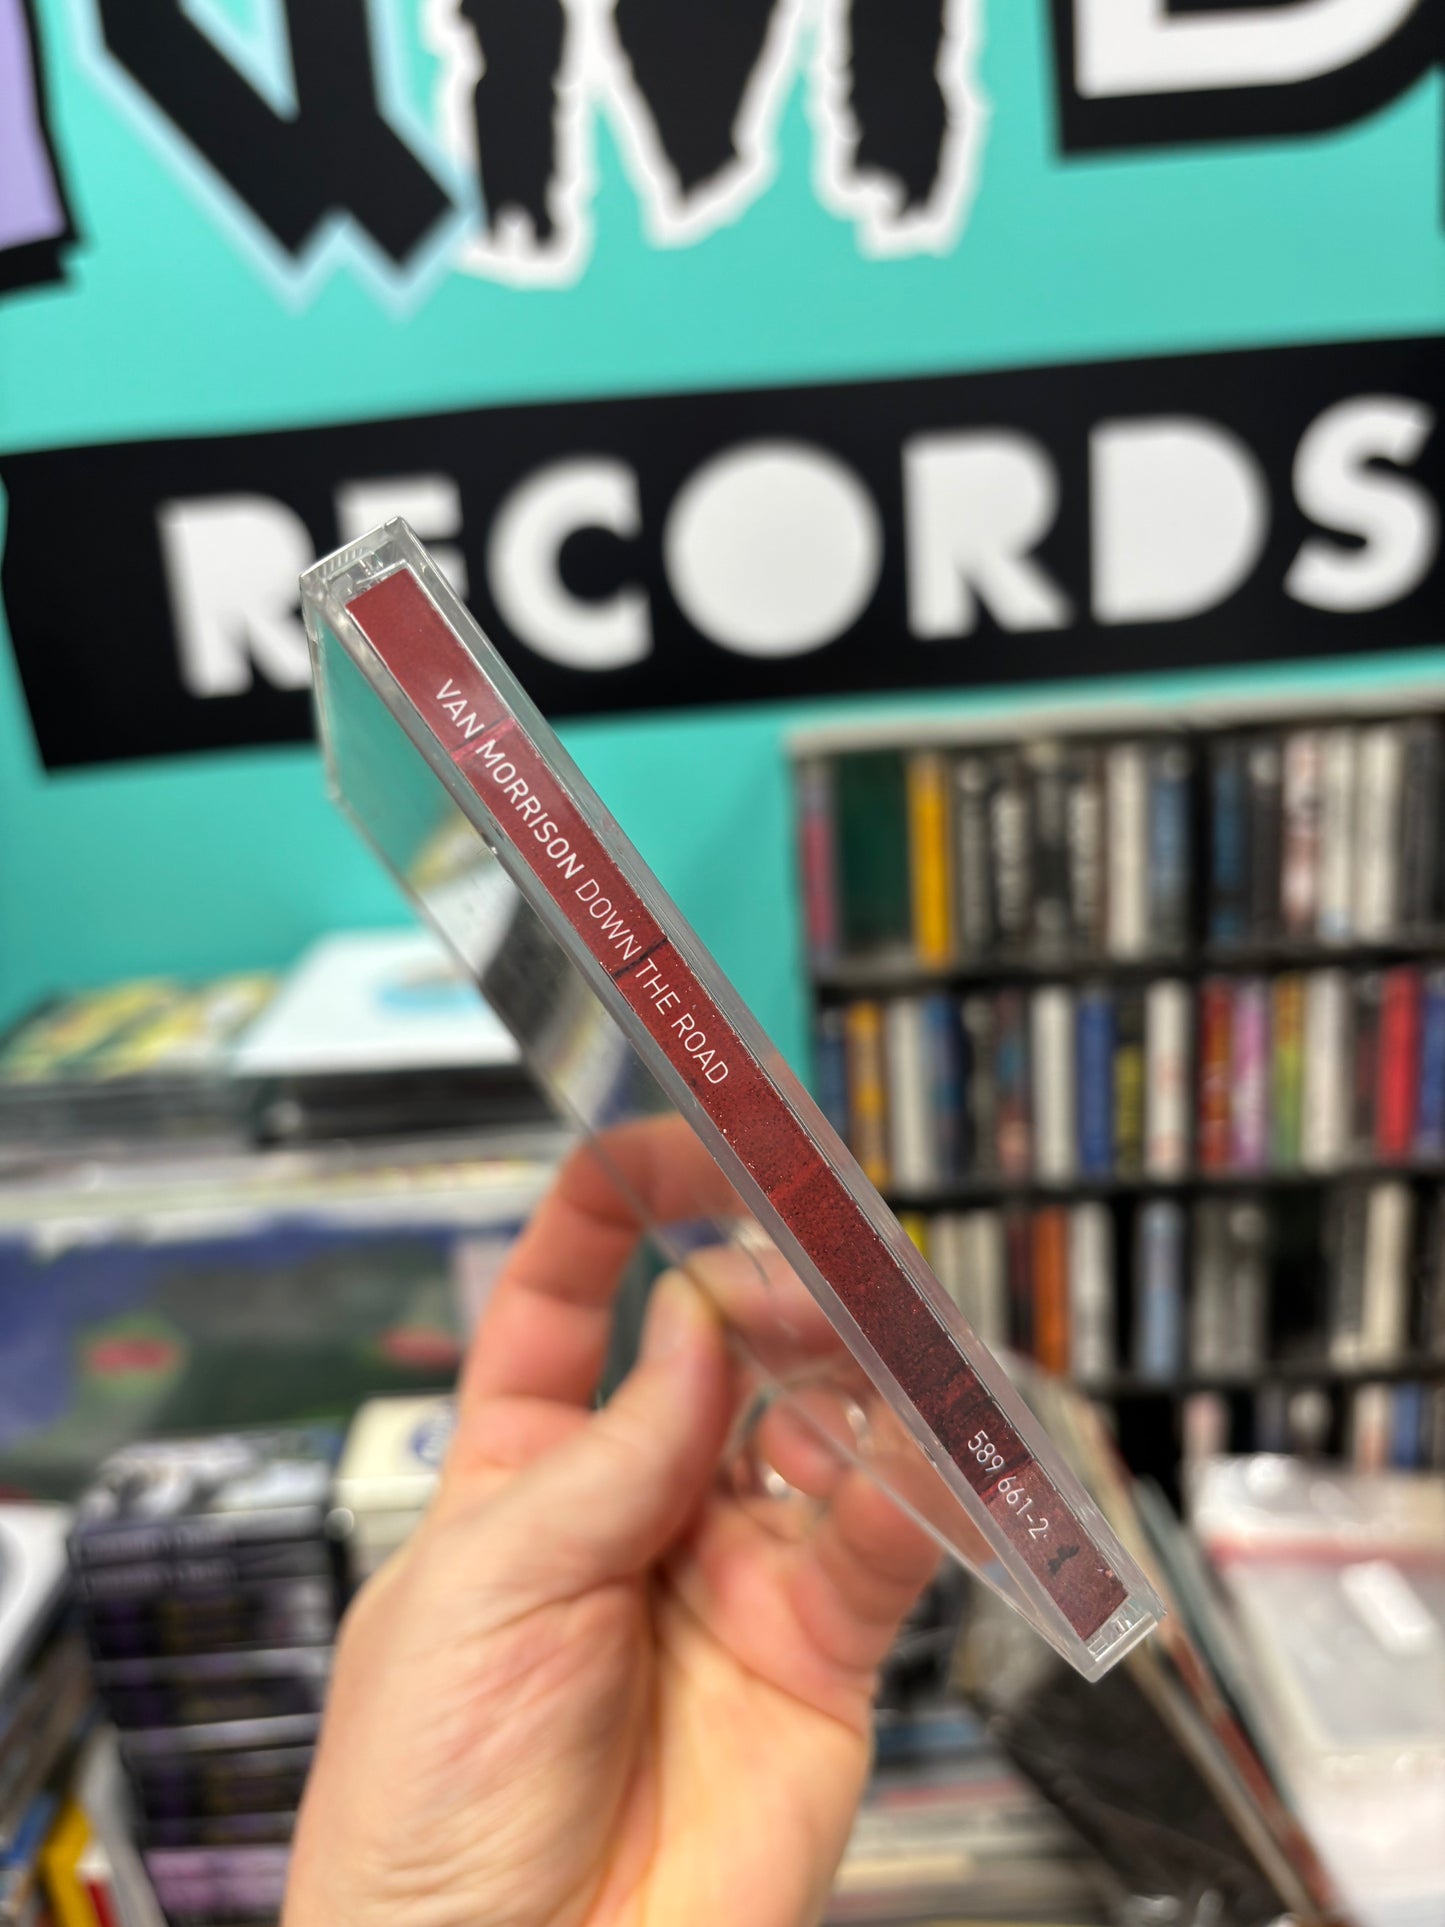 RECORDS
VAN MORRISON DOWN THE ROAD
589 661-2